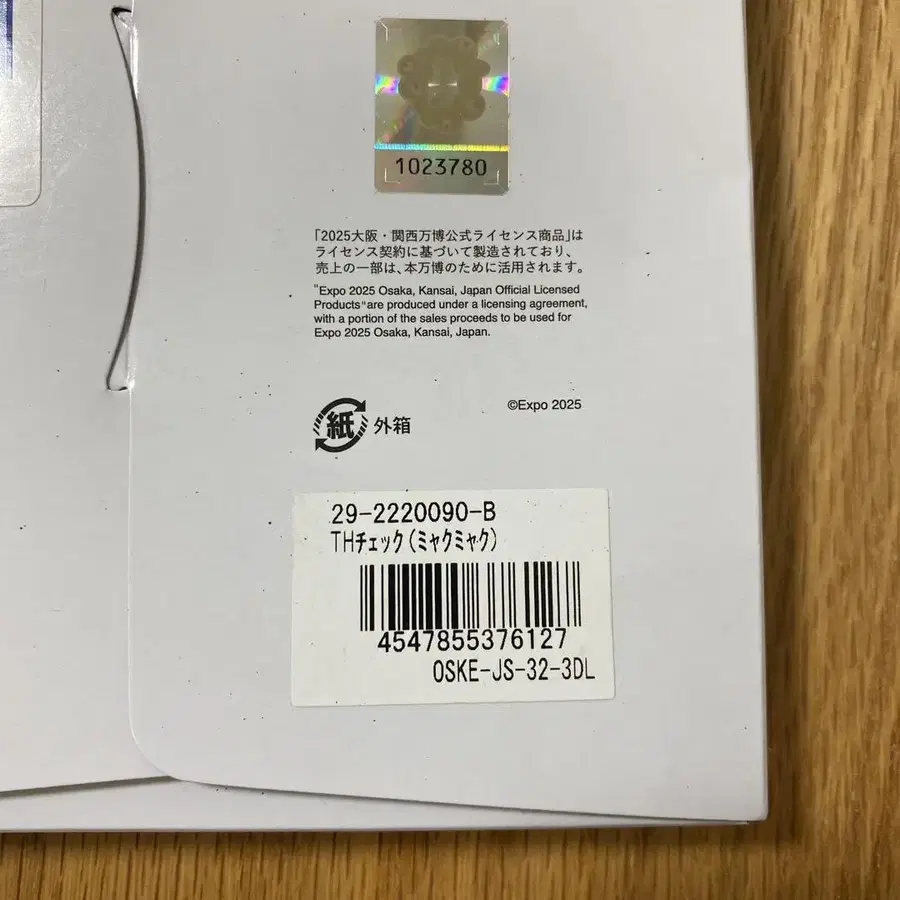 1023780
「2025大阪・関西万博公式ライセンス商品」は
ライセンス契約に基づいて製造されており、
売上の一部は、本万博のために活用されます。
"Expo 2025 Osaka, Kansai, Japan Official Licensed
Products" are produced under a licensing agreement,
with a portion of the sales proceeds to be used for
Expo 2025 Osaka, Kansai, Japan.
©Expo 2025
紙 外箱
29-2220090-B
THチェック(ミャクミャク)
4547855376127
OSKE-JS-32-3DL